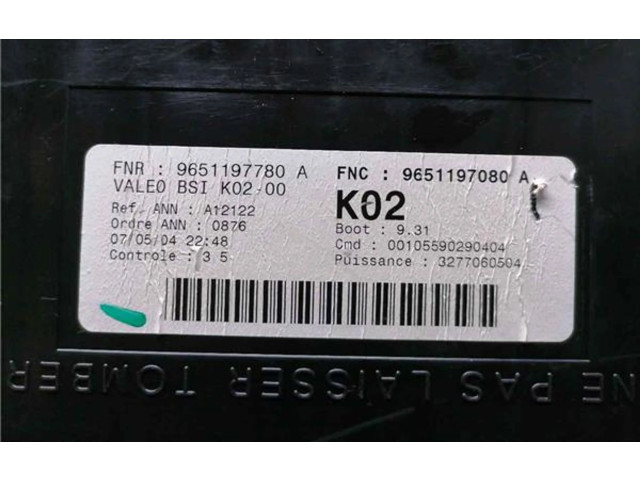 FNR : 9651197780 A FNC : 9651197080 A
VALEO BSI K02-00
K02
Ref. ANN : A12122
Ordre ANN : 0876
Boot : 9.31
07/05/04 22:48
Cmd : 00105590290404
Controle : 3 5
Puissance : 3277060504
NE PAS LAISSER TOMBER